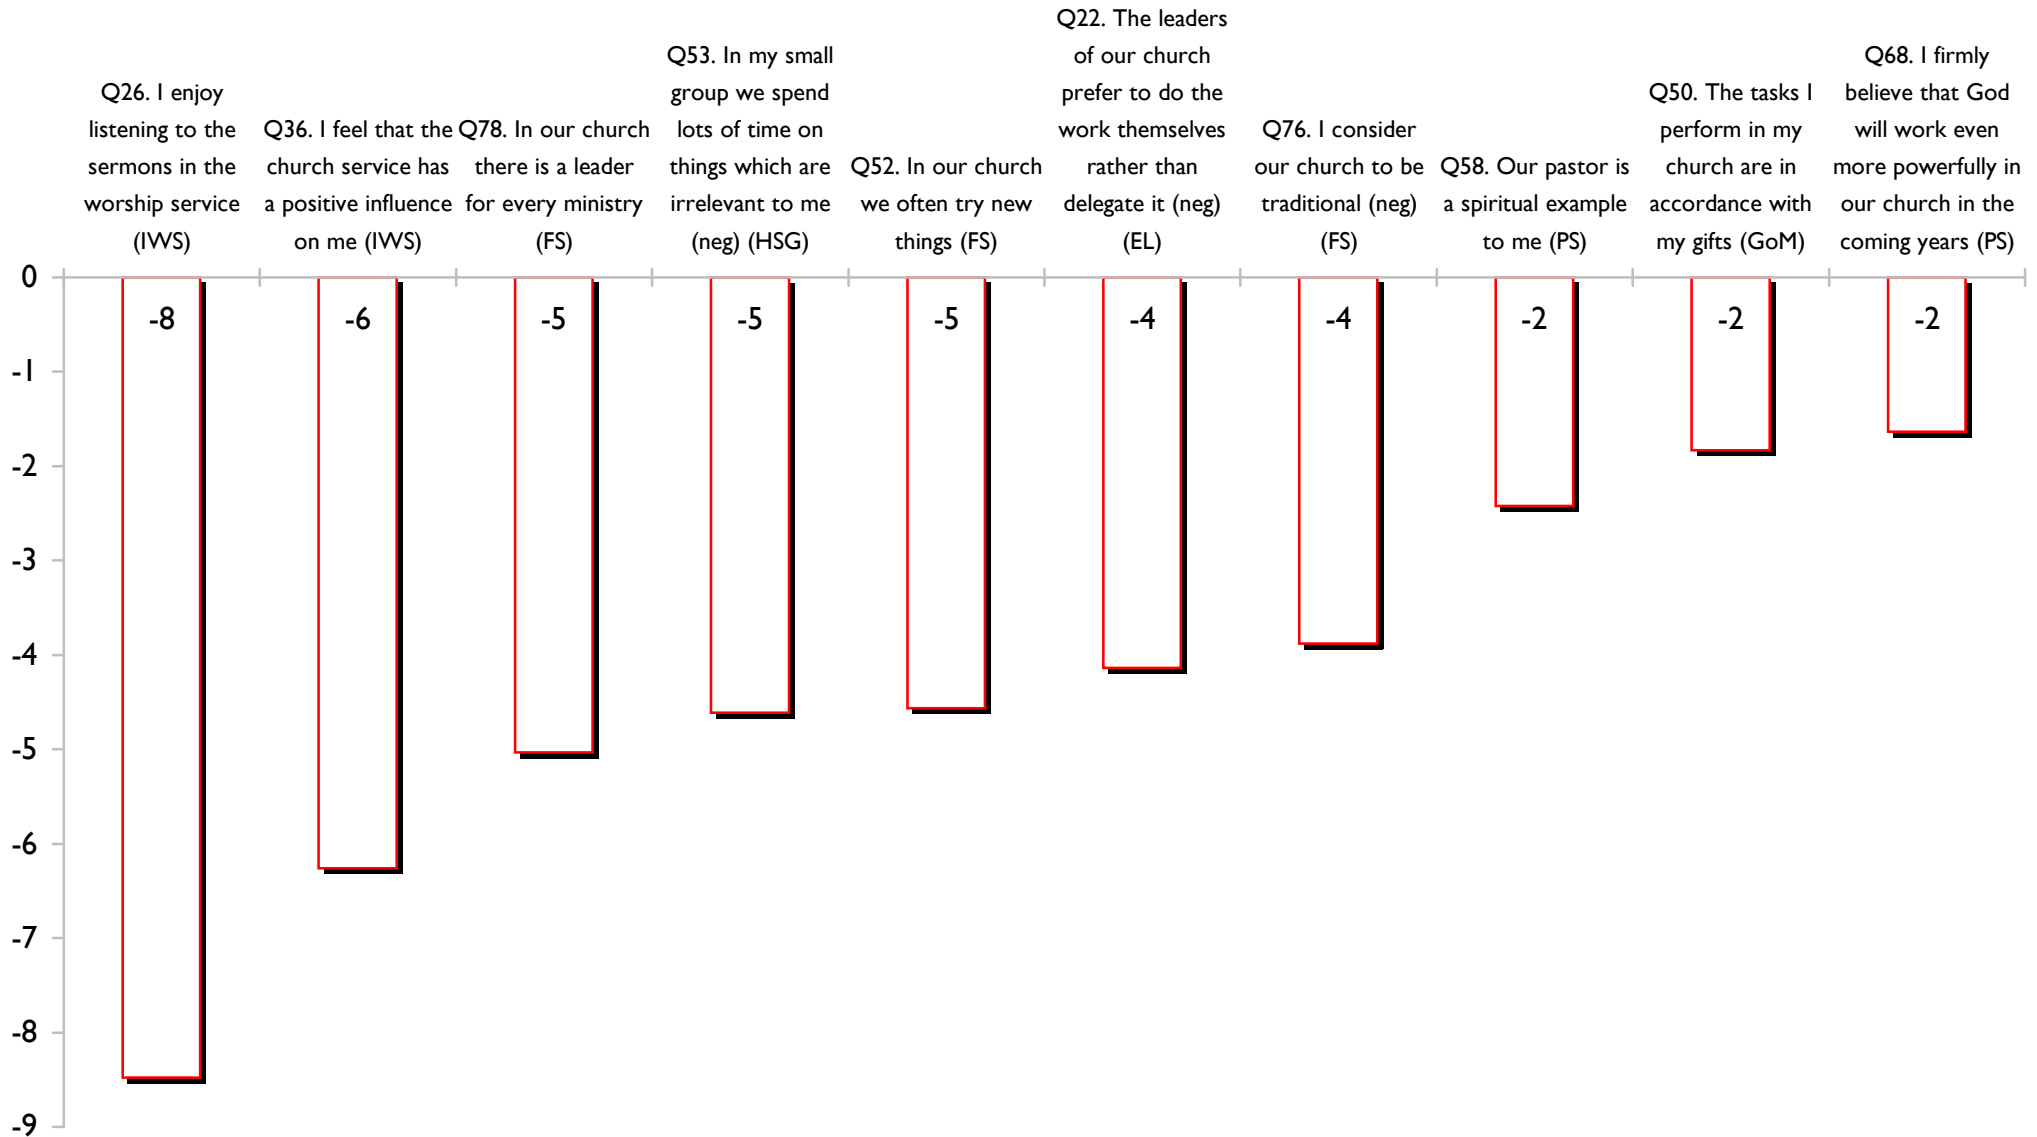 Q26. I enjoy
listening to the
sermons in the
worship service
(IWS)
Q36. I feel that the
church service has
a positive influence
on me (IWS)
Q78. In our church
there is a leader
for every ministry
(FS)
Q53. In my small
group we spend
lots of time on
things which are
irrelevant to me
(neg) (HSG)
Q52. In our church
we often try new
things (FS)
Q22. The leaders
of our church
prefer to do the
work themselves
rather than
delegate it (neg)
(EL)
Q76. I consider
our church to be
traditional (neg)
(FS)
Q58. Our pastor is
a spiritual example
to me (PS)
Q50. The tasks I
perform in my
church are in
accordance with
my gifts (GoM)
Q68. I firmly
believe that God
will work even
more powerfully in
our church in the
coming years (PS)
0
-1
-2
-3
-4
-5
-6
-7
-8
-9
-8
-6
-5
-5
-5
-4
-4
-2
-2
-2